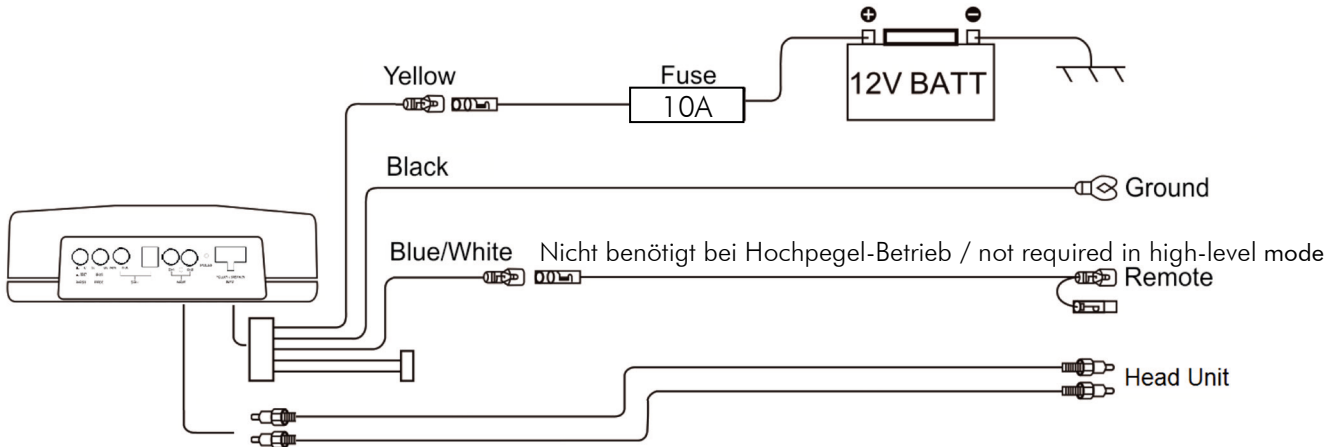 + −
12V BATT
Yellow
Fuse
10A
Black
Ground
Blue/White Nicht benötigt bei Hochpegel-Betrieb / not required in high-level mode
Remote
Head Unit